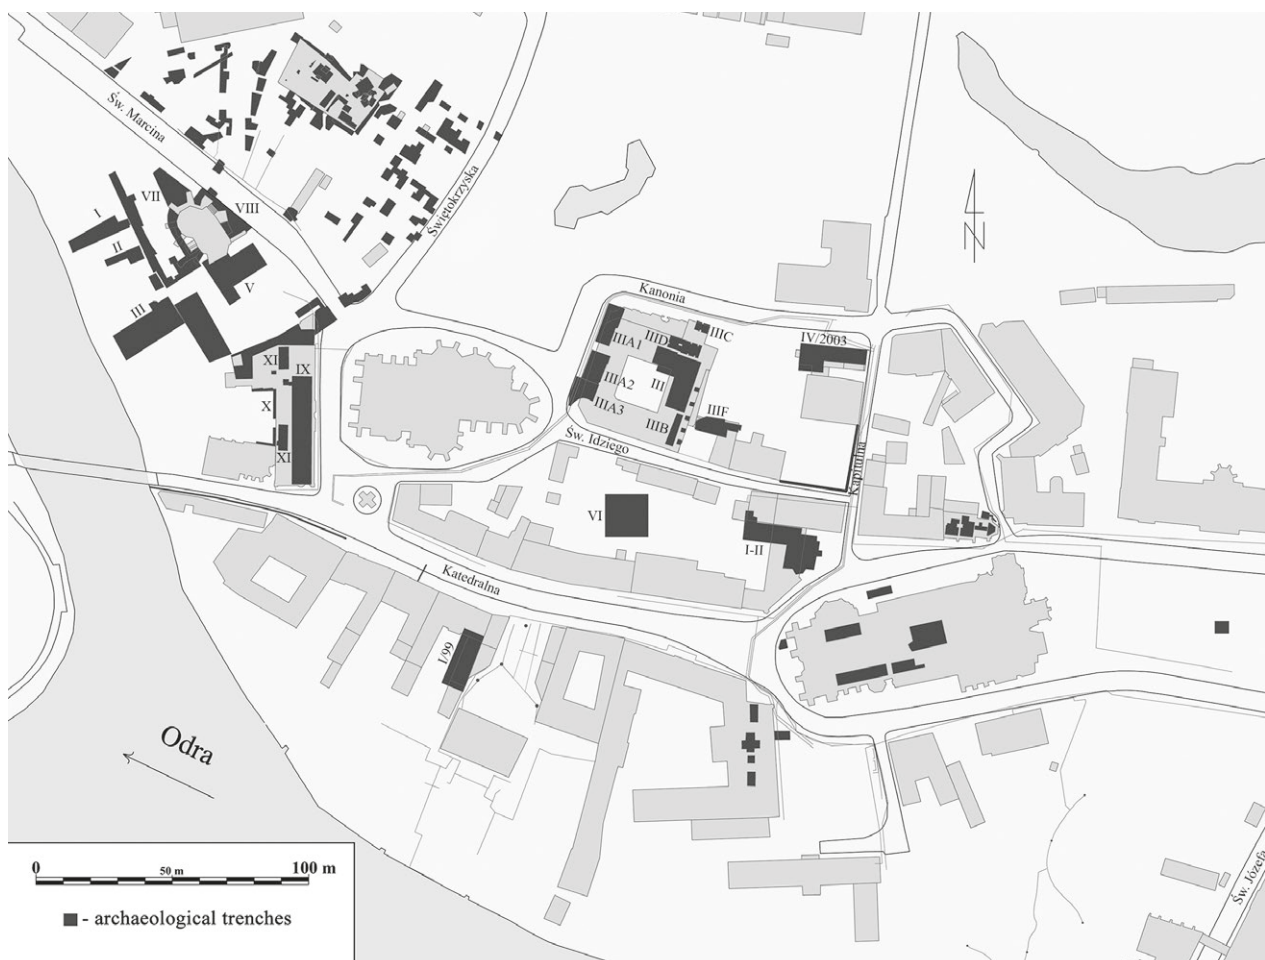 Św. Marcina
Świętokrzyska
VII
VIII
I
II
III
V
XI
IX
X
XI
Kanonia
IIIC
IIID
IIIA1
IV/2003
III
IIIA2
IIIA3
IIIB
IIIF
Św. Idziego
Kapitulna
VI
I-II
Katedralna
I/99
N
Odra
0
50 m
100 m
- archaeological trenches
Św. Józefa